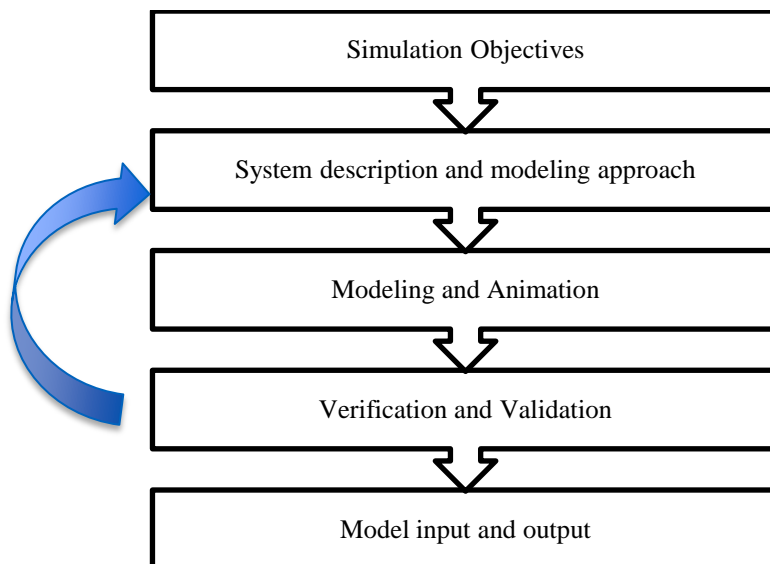 Simulation Objectives
System description and modeling approach
Modeling and Animation
Verification and Validation
Model input and output